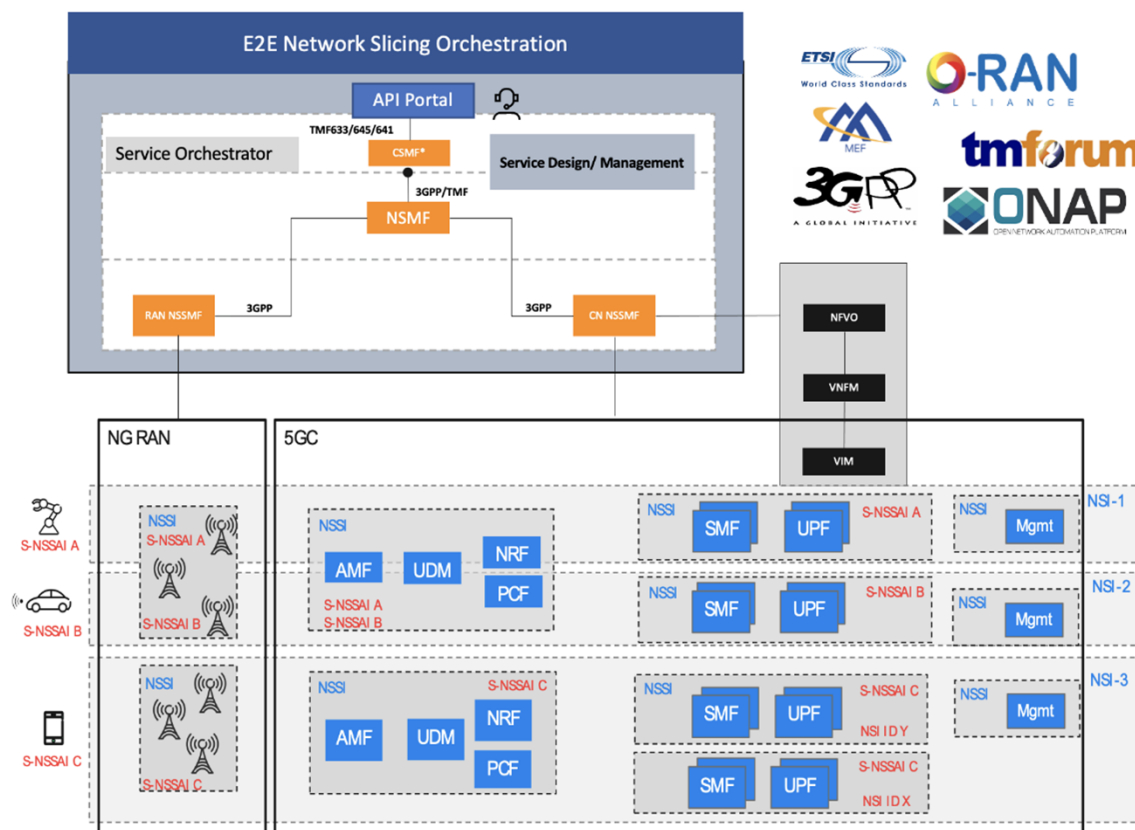 E2E Network Slicing Orchestration
API Portal
TMF633/645/641
Service Orchestrator
CSMF*
Service Design/ Management
3GPP/TMF
NSMF
RAN NSSMF
3GPP
3GPP
CN NSSMF
ETSI
World Class Standards
O-RAN
ALLIANCE
MEF
tmforum
3GPP
A GLOBAL INITIATIVE
ONAP
OPEN NETWORK AUTOMATION PLATFORM
NFVO
VNFM
VIM
NG RAN
5GC
S-NSSAI A
NSSI
S-NSSAI A
S-NSSAI B
NSSI
AMF
UDM
NRF
PCF
S-NSSAI A
S-NSSAI B
NSSI
SMF
UPF
S-NSSAI A
NSSI
Mgmt
NSI-1
S-NSSAI B
NSSI
SMF
UPF
S-NSSAI B
NSSI
Mgmt
NSI-2
S-NSSAI C
NSSI
S-NSSAI C
NSSI
S-NSSAI C
AMF
UDM
NRF
PCF
NSSI
SMF
UPF
S-NSSAI C
NSI ID Y
SMF
UPF
S-NSSAI C
NSI ID X
NSSI
Mgmt
NSI-3